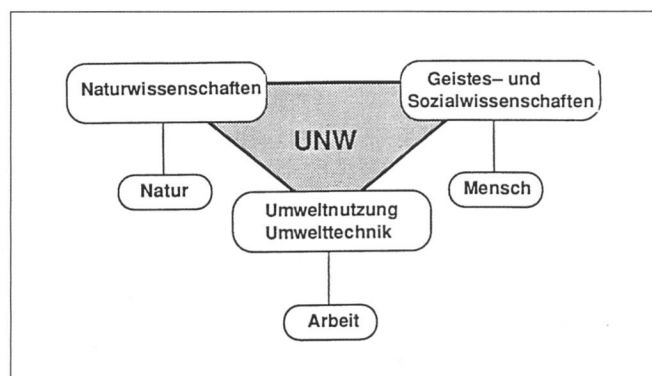 Naturwissenschaften
Geistes– und
Sozialwissenschaften
UNW
Natur
Mensch
Umweltnutzung
Umwelttechnik
Arbeit